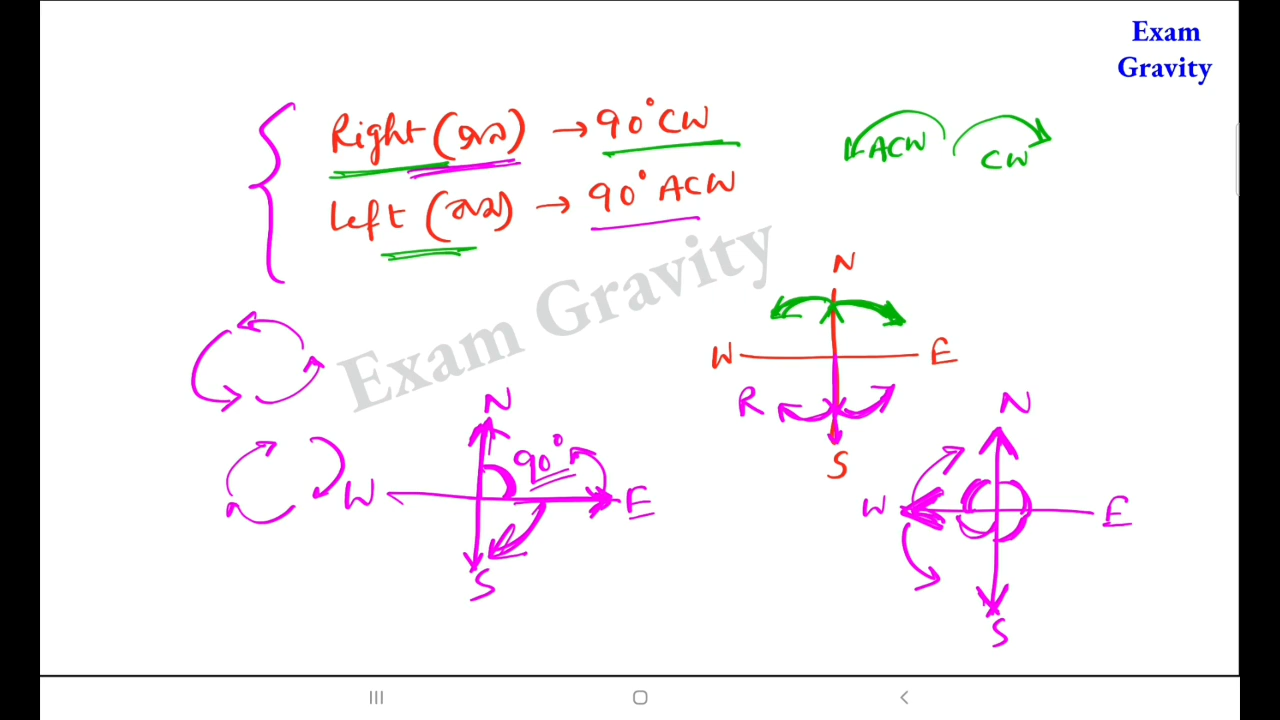 Exam
Gravity
Right → 90° CW
Left → 90° ACW
ACW CW
Exam Gravity
N
W E
R
S
N
90°
W E
S
N
W E
S